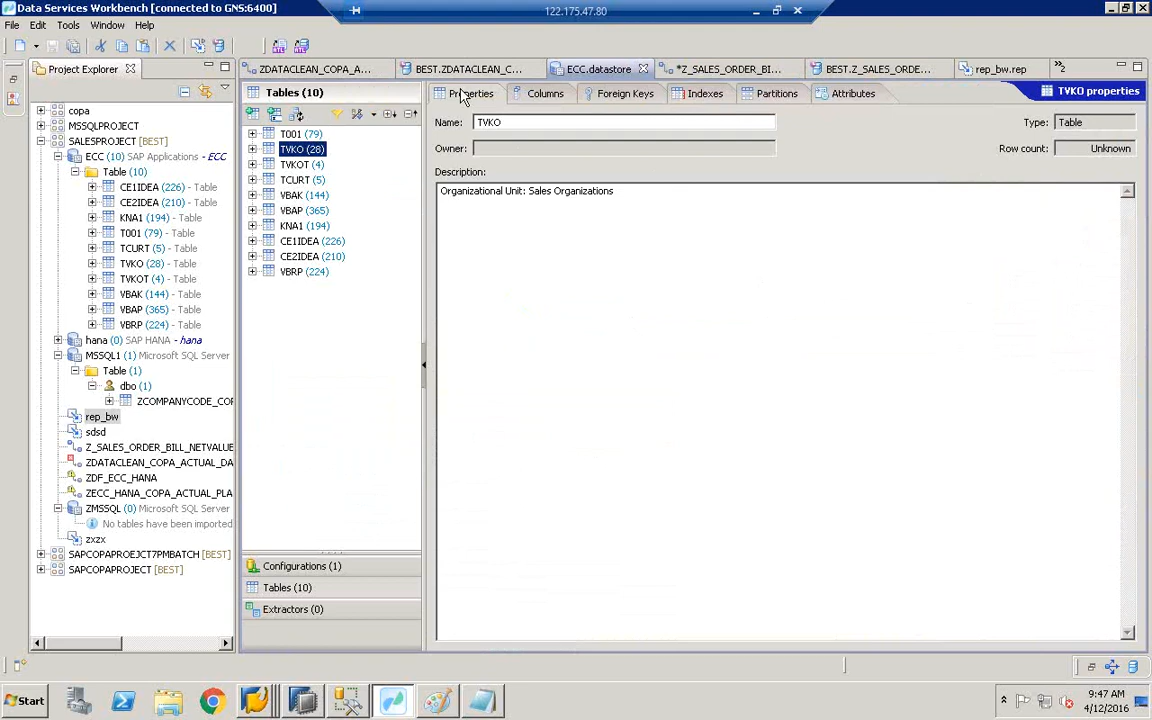 Data Services Workbench [connected to GNS:6400]
122.175.47.80
File Edit Tools Window Help
Project Explorer
ZDATACLEAN_COPA_A...
BEST.ZDATACLEAN_C...
ECC.datastore
*Z_SALES_ORDER_BI...
BEST.Z_SALES_ORDE...
rep_bw.rep
»2
copa
MSSQLPROJECT
SALESPROJECT [BEST]
ECC (10) SAP Applications - ECC
Table (10)
CE1IDEA (226) - Table
CE2IDEA (210) - Table
KNA1 (194) - Table
T001 (79) - Table
TCURT (5) - Table
TVKO (28) - Table
TVKOT (4) - Table
VBAK (144) - Table
VBAP (365) - Table
VBRP (224) - Table
hana (0) SAP HANA - hana
MSSQL1 (1) Microsoft SQL Server
Table (1)
dbo (1)
ZCOMPANYCODE_COP
rep_bw
sdsd
Z_SALES_ORDER_BILL_NETVALUE
ZDATACLEAN_COPA_ACTUAL_DA
ZDF_ECC_HANA
ZECC_HANA_COPA_ACTUAL_PLA
ZMSSQL (0) Microsoft SQL Server
No tables have been imported
zxzx
SAPCOPAPROEJCT7PMBATCH [BEST]
SAPCOPAPROJECT [BEST]
Tables (10)
T001 (79)
TVKO (28)
TVKOT (4)
TCURT (5)
VBAK (144)
VBAP (365)
KNA1 (194)
CE1IDEA (226)
CE2IDEA (210)
VBRP (224)
Configurations (1)
Tables (10)
Extractors (0)
Properties Columns Foreign Keys Indexes Partitions Attributes
TVKO properties
Name: TVKO
Type: Table
Owner:
Row count: Unknown
Description:
Organizational Unit: Sales Organizations
Start
9:47 AM
4/12/2016